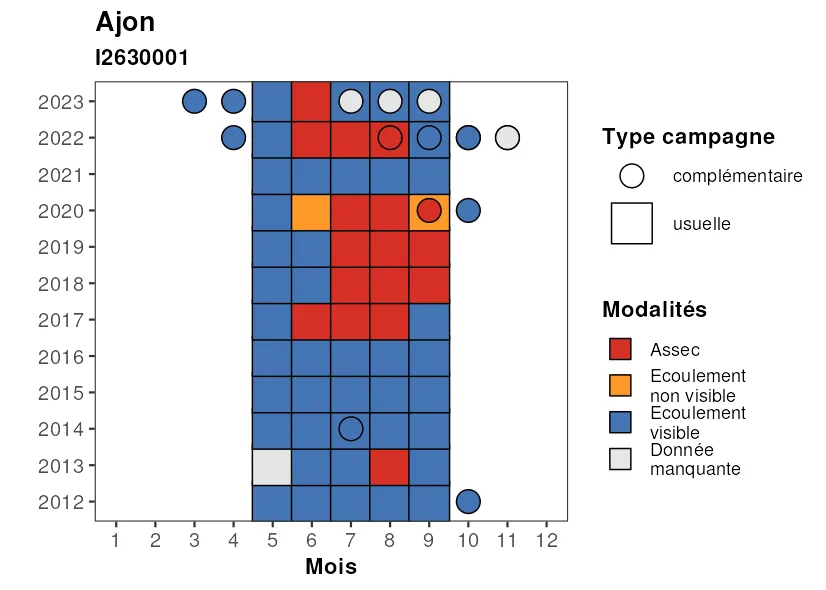 Ajon
I2630001
2023
2022
2021
2020
2019
2018
2017
2016
2015
2014
2013
2012
1 2 3 4 5 6 7 8 9 10 11 12
Mois
Type campagne
complémentaire
usuelle
Modalités
Assec
Ecoulement
non visible
Ecoulement
visible
Donnée
manquante